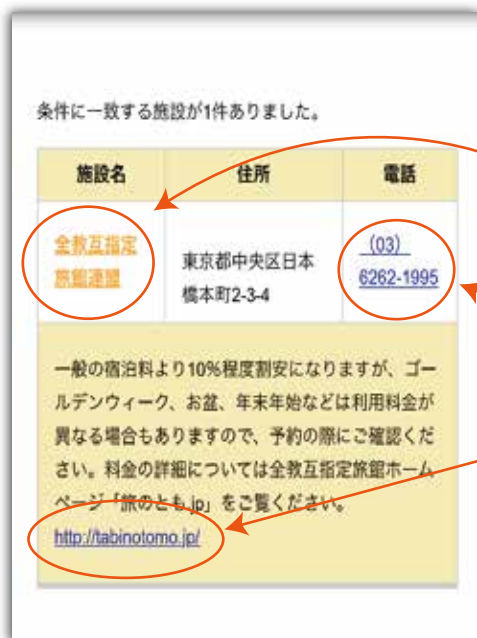 条件に一致する施設が1件ありました。
施設名 住所 電話
全教互指定
旅館連盟
東京都中央区日本
橋本町2-3-4
(03)
6262-1995
一般の宿泊料より10%程度割安になりますが、ゴー
ルデンウィーク、お盆、年末年始などは利用料金が
異なる場合もありますので、予約の際にご確認くだ
さい。料金の詳細については全教互指定旅館ホーム
ページ「旅のとも.jp」をご覧ください。
http://tabinotomo.jp/